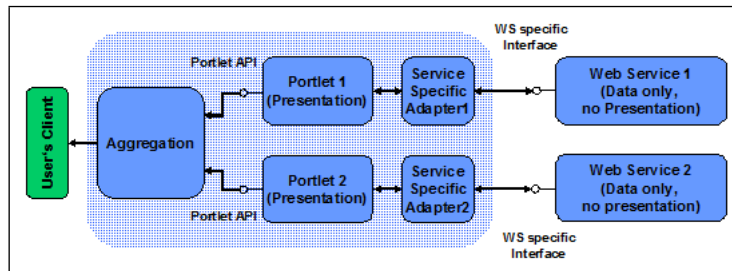 WS specific
Interface
Portlet API
Portlet 1
(Presentation)
Service
Specific
Adapter1
Web Service 1
(Data only,
no Presentation)
User's Client
Aggregation
Portlet 2
(Presentation)
Service
Specific
Adapter2
Web Service 2
(Data only,
no presentation)
Portlet API
WS specific
Interface